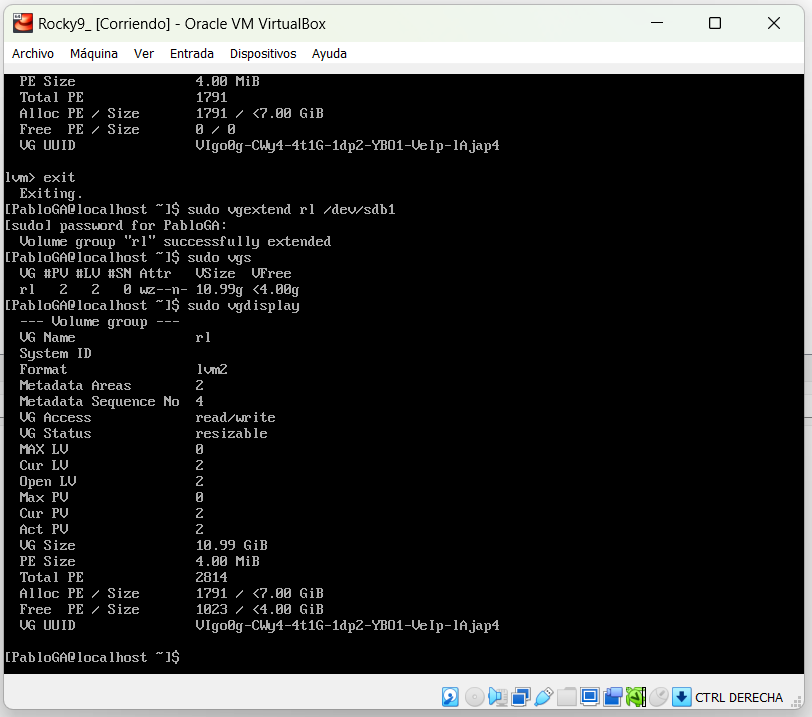 Rocky9_ [Corriendo] - Oracle VM VirtualBox
Archivo Máquina Ver Entrada Dispositivos Ayuda
PE Size 4.00 MiB
Total PE 1791
Alloc PE / Size 1791 / <7.00 GiB
Free PE / Size 0 / 0
VG UUID VIgo0g-CWy4-4t1G-1dp2-YBO1-VeIp-lAjap4
lvm> exit
Exiting.
[PabloGA@localhost ~]$ sudo vgextend rl /dev/sdb1
[sudo] password for PabloGA:
Volume group "rl" successfully extended
[PabloGA@localhost ~]$ sudo vgs
VG #PV #LV #SN Attr VSize VFree
rl 2 2 0 wz--n- 10.99g <4.00g
[PabloGA@localhost ~]$ sudo vgdisplay
--- Volume group ---
VG Name rl
System ID
Format lvm2
Metadata Areas 2
Metadata Sequence No 4
VG Access read/write
VG Status resizable
MAX LV 0
Cur LV 2
Open LV 2
Max PV 0
Cur PV 2
Act PV 2
VG Size 10.99 GiB
PE Size 4.00 MiB
Total PE 2814
Alloc PE / Size 1791 / <7.00 GiB
Free PE / Size 1023 / <4.00 GiB
VG UUID VIgo0g-CWy4-4t1G-1dp2-YBO1-VeIp-lAjap4
[PabloGA@localhost ~]$
CTRL DERECHA